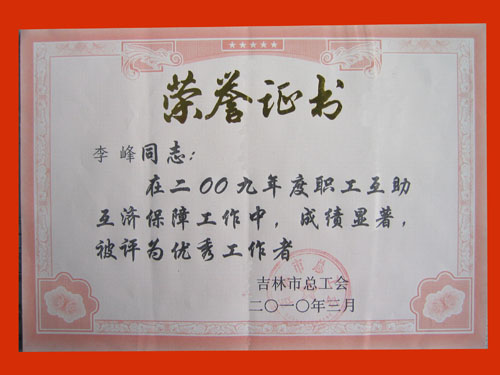 荣誉证书
李峰同志：
在二00九年度职工互助
互济保障工作中，成绩显著，
被评为优秀工作者
吉林市总工会
二〇一〇年三月